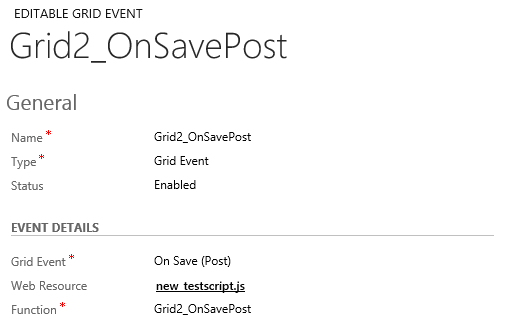 EDITABLE GRID EVENT
Grid2_OnSavePost
General
Name * Grid2_OnSavePost
Type * Grid Event
Status Enabled
EVENT DETAILS
Grid Event * On Save (Post)
Web Resource new_testscript.js
Function * Grid2_OnSavePost